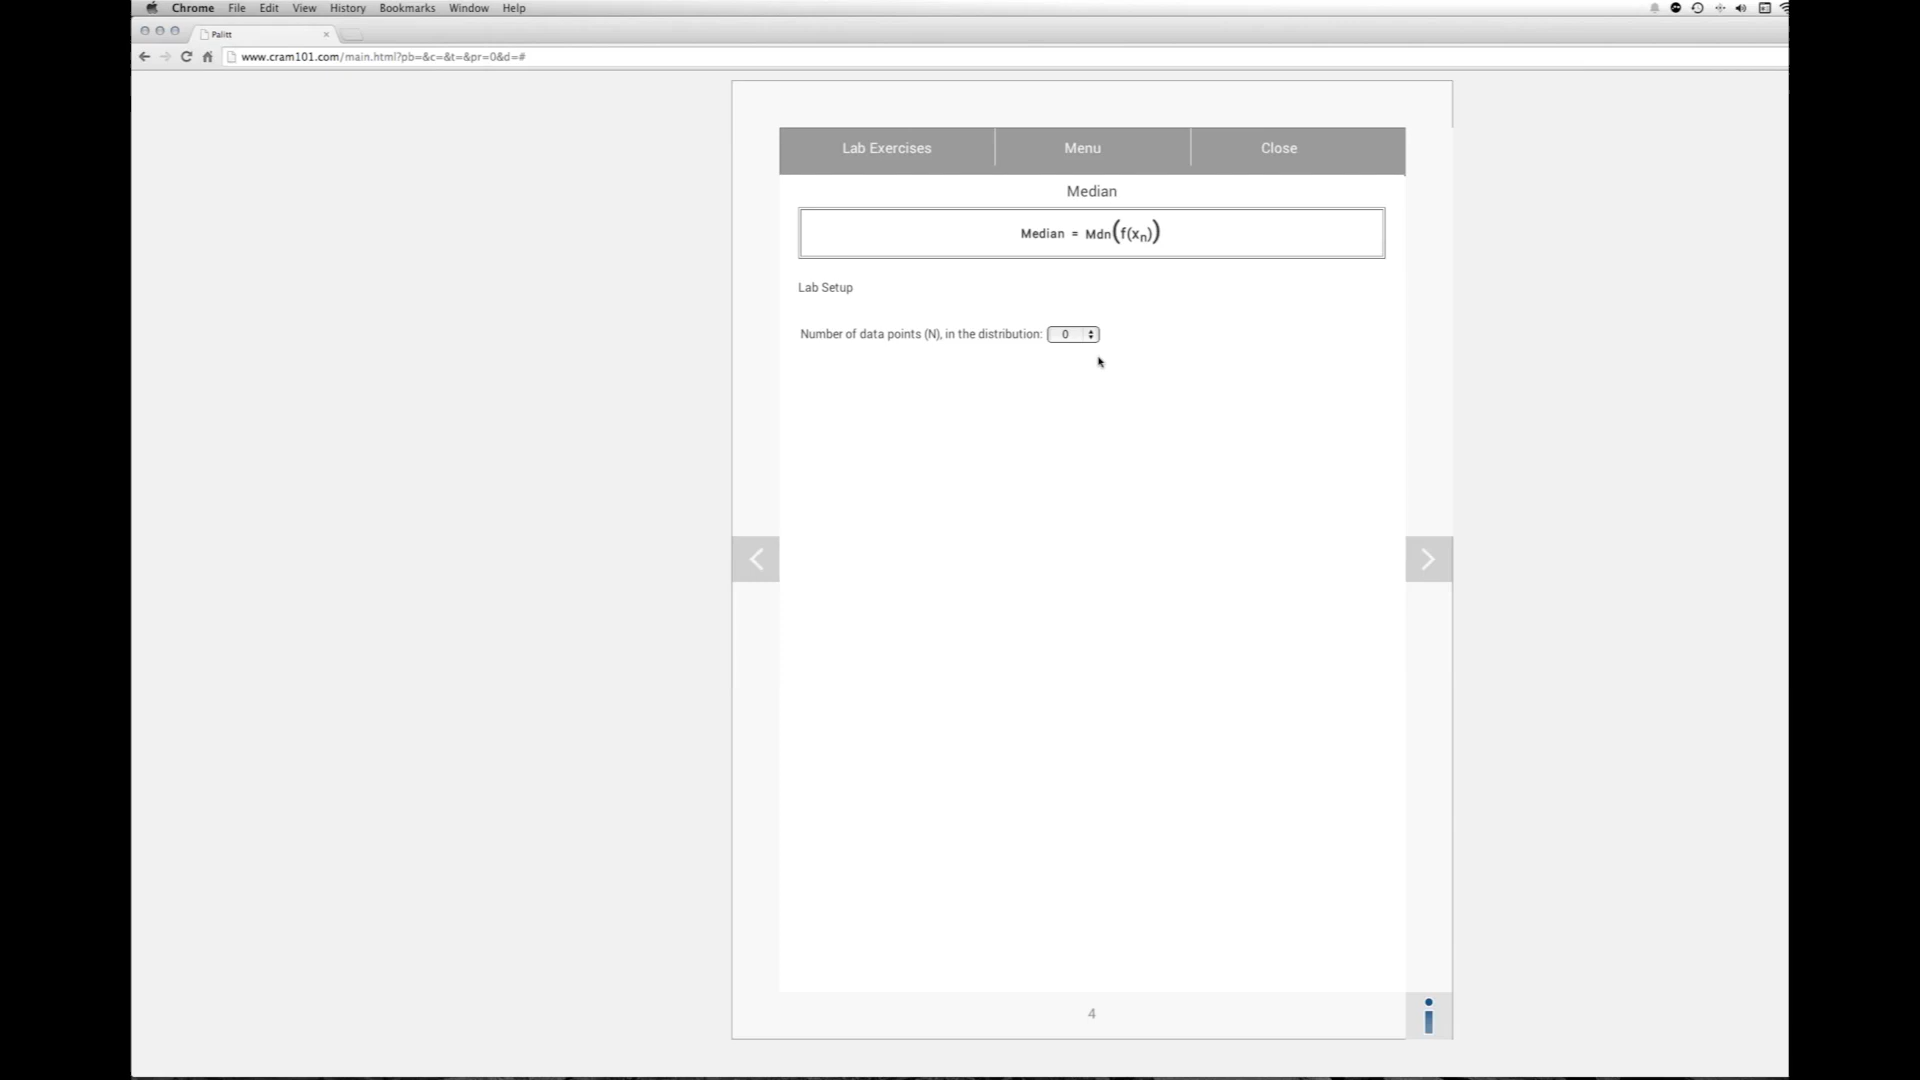 Chrome File Edit View History Bookmarks Window Help
Palitt ×
www.cram101.com/main.html?pb=&c=&t=&pr=0&d=#
Lab Exercises Menu Close
Median
Median = Mdn(f(xn))
Lab Setup
Number of data points (N), in the distribution: 0
4
i